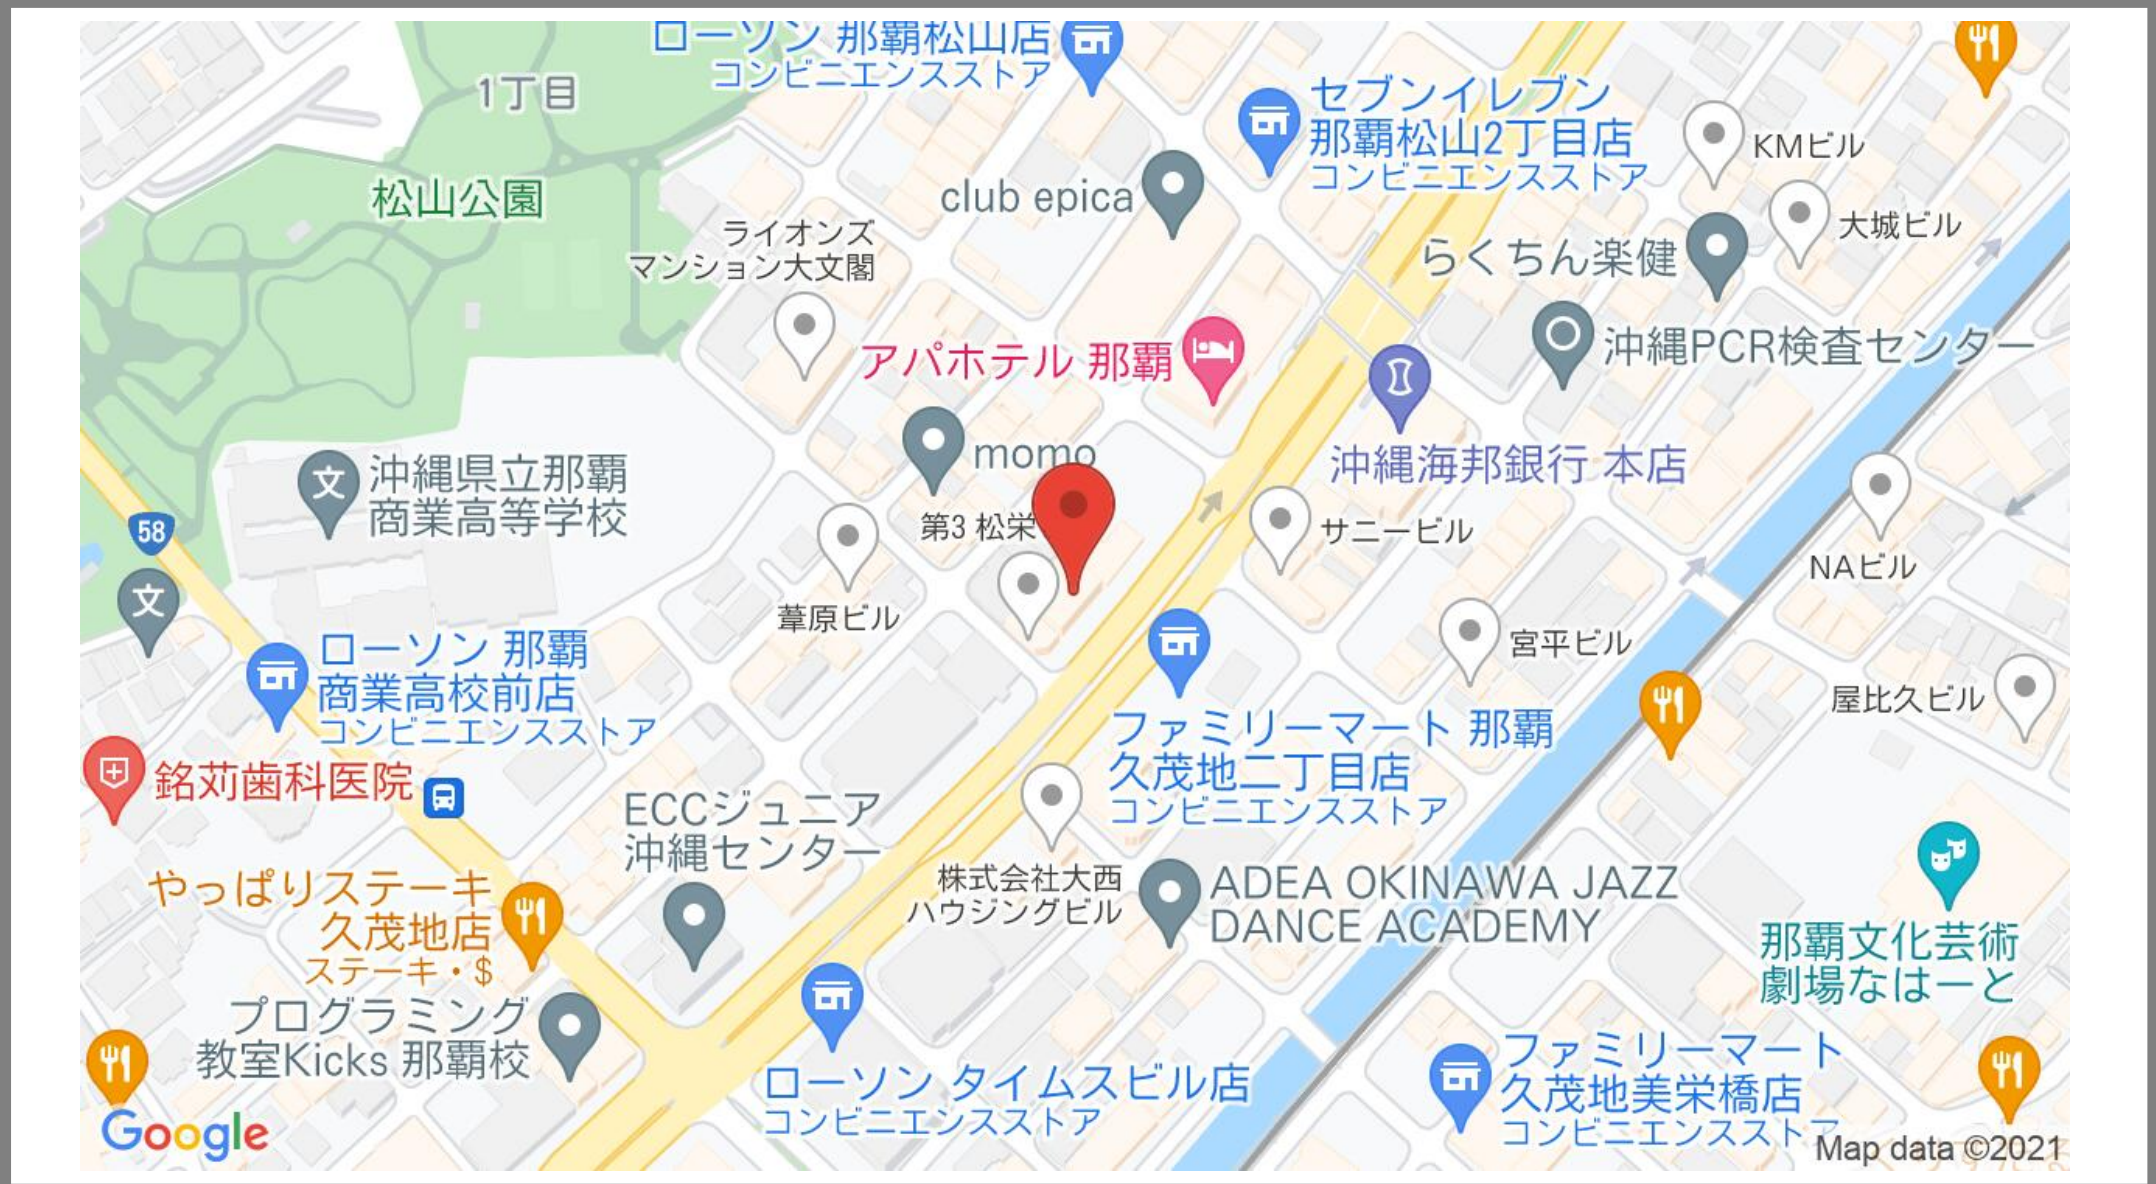 ローソン 那覇松山店
コンビニエンスストア
1丁目
セブンイレブン
那覇松山2丁目店
コンビニエンスストア
KMビル
松山公園
club epica
大城ビル
ライオンズ
マンション大文閣
らくちん楽健
アパホテル 那覇
沖縄PCR検査センター
momo
沖縄海邦銀行 本店
沖縄県立那覇
商業高等学校
文
58
第3 松栄
サニービル
NAビル
文
葦原ビル
宮平ビル
ローソン 那覇
商業高校前店
コンビニエンスストア
屋比久ビル
ファミリーマート 那覇
久茂地二丁目店
コンビニエンスストア
銘苅歯科医院
ECCジュニア
沖縄センター
株式会社大西
ハウジングビル
ADEA OKINAWA JAZZ
DANCE ACADEMY
やっぱりステーキ
久茂地店
ステーキ・$
那覇文化芸術
劇場なはーと
プログラミング
教室Kicks 那覇校
ローソン タイムスビル店
コンビニエンスストア
ファミリーマート
久茂地美栄橋店
コンビニエンスストア
Google
Map data ©2021